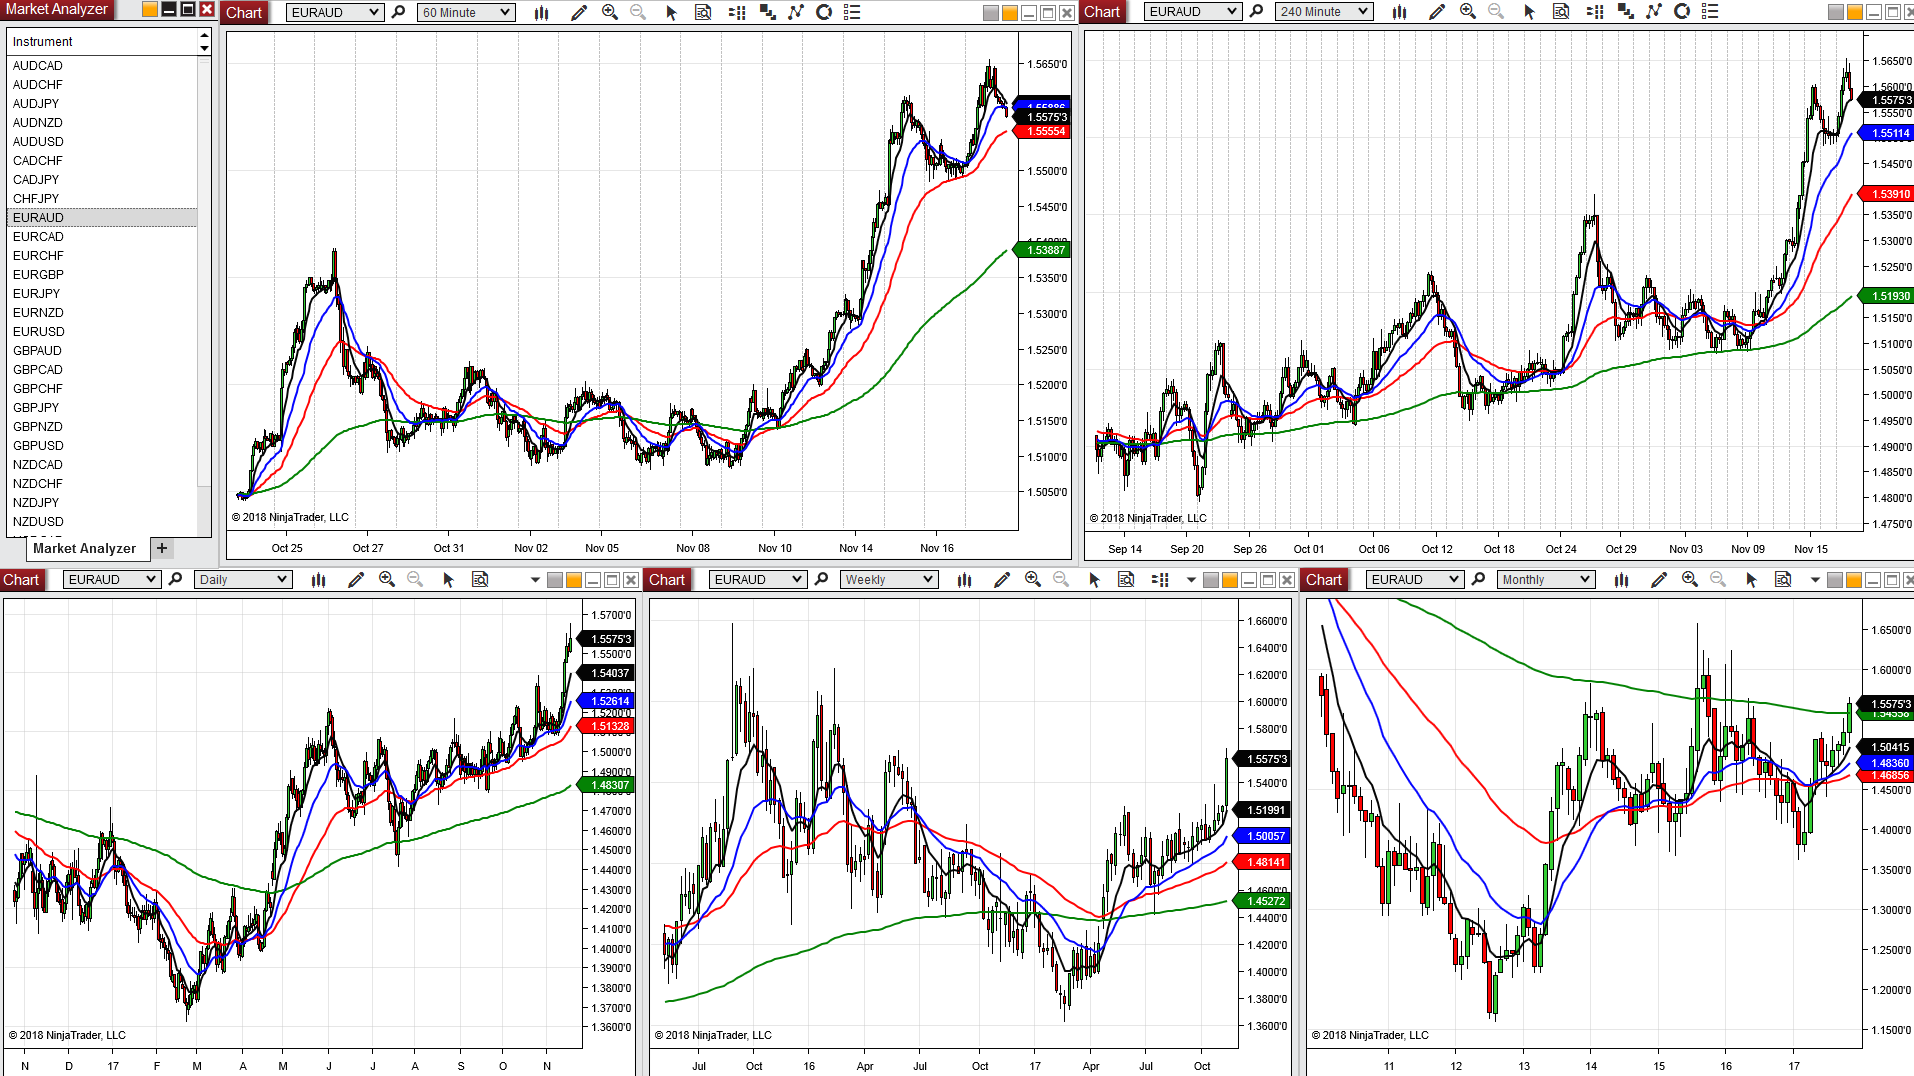 Market Analyzer
Instrument
AUDCAD
AUDCHF
AUDJPY
AUDNZD
AUDUSD
CADCHF
CADJPY
CHFJPY
EURAUD
EURCAD
EURCHF
EURGBP
EURJPY
EURNZD
EURUSD
GBPAUD
GBPCAD
GBPCHF
GBPJPY
GBPNZD
GBPUSD
NZDCAD
NZDCHF
NZDJPY
NZDUSD
Market Analyzer +
Chart EURAUD 60 Minute
1.5650'0
1.5575'3
1.55554
1.5500'0
1.5450'0
1.53887
1.5350'0
1.5300'0
1.5250'0
1.5200'0
1.5150'0
1.5100'0
1.5050'0
© 2018 NinjaTrader, LLC
Oct 25 Oct 27 Oct 31 Nov 02 Nov 05 Nov 08 Nov 10 Nov 14 Nov 16
Chart EURAUD 240 Minute
1.5650'0
1.5600'0
1.5575'3
1.5550'0
1.55114
1.5450'0
1.53910
1.5350'0
1.5300'0
1.5250'0
1.51930
1.5150'0
1.5100'0
1.5050'0
1.5000'0
1.4950'0
1.4900'0
1.4850'0
1.4800'0
1.4750'0
© 2018 NinjaTrader, LLC
Sep 14 Sep 20 Sep 26 Oct 01 Oct 06 Oct 12 Oct 18 Oct 24 Oct 29 Nov 03 Nov 09 Nov 15
Chart EURAUD Daily
1.5700'0
1.5575'3
1.5500'0
1.54037
1.52614
1.5200'0
1.51328
1.5000'0
1.4900'0
1.48307
1.4600'0
1.4500'0
1.4430'0
1.4300'0
1.4210'0
1.4200'0
1.4080'0
1.4000'0
1.3900'0
1.3800'0
1.3700'0
1.3600'0
© 2018 NinjaTrader, LLC
N D 17 F M A M J J A S O N
Chart EURAUD Weekly
1.6600'0
1.6400'0
1.6200'0
1.6000'0
1.5800'0
1.5575'3
1.5400'0
1.51991
1.50057
1.48141
1.4600'0
1.45272
1.4400'0
1.4200'0
1.4000'0
1.3800'0
1.3600'0
© 2018 NinjaTrader, LLC
Jul Oct 16 Apr Jul Oct 17 Apr Jul Oct
Chart EURAUD Monthly
1.6500'0
1.6000'0
1.5575'3
1.50415
1.48360
1.46856
1.4500'0
1.4000'0
1.3500'0
1.3000'0
1.2500'0
1.2000'0
1.1500'0
© 2018 NinjaTrader, LLC
11 12 13 14 15 16 17